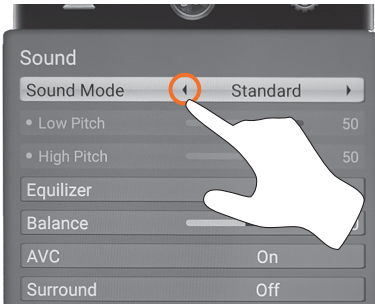 Sound
Sound Mode Standard
• Low Pitch 50
• High Pitch 50
Equilizer
Balance
AVC On
Surround Off